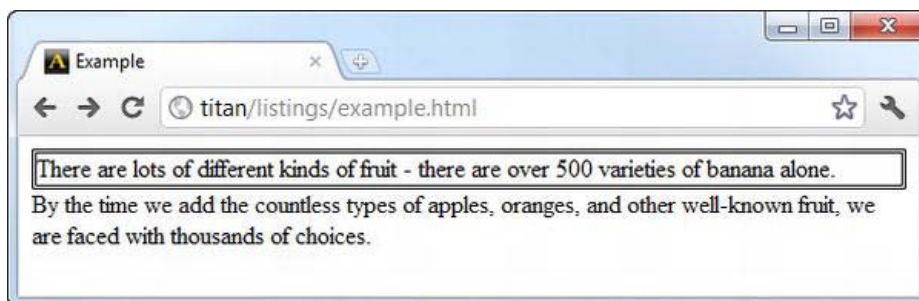 Example
titan/listings/example.html
There are lots of different kinds of fruit - there are over 500 varieties of banana alone.
By the time we add the countless types of apples, oranges, and other well-known fruit, we
are faced with thousands of choices.